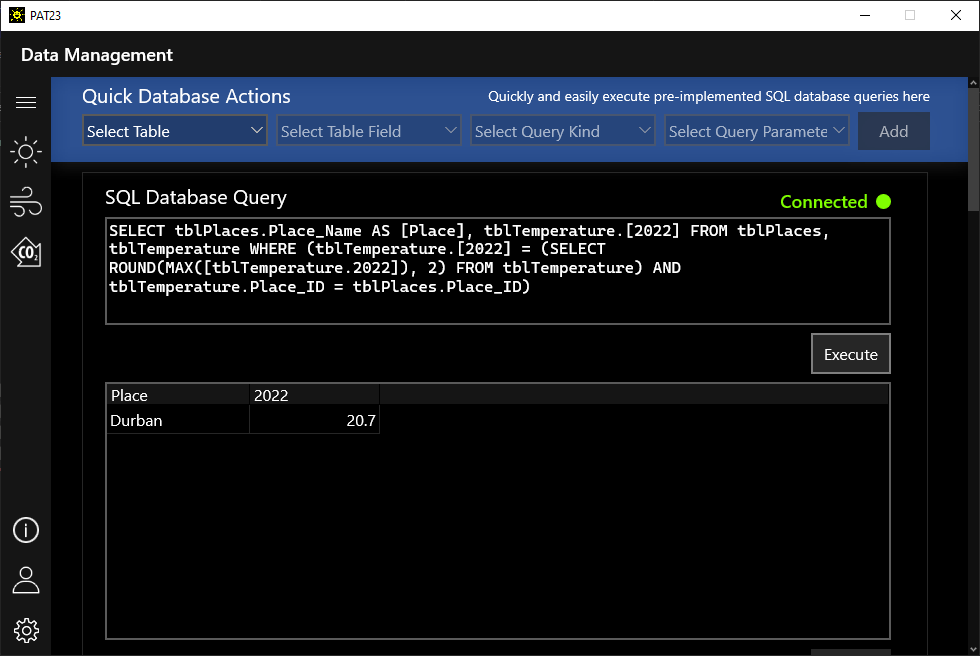 PAT23
Data Management
Quick Database Actions
Quickly and easily execute pre-implemented SQL database queries here
Select Table
Select Table Field
Select Query Kind
Select Query Paramete
Add
SQL Database Query
Connected
SELECT tblPlaces.Place_Name AS [Place], tblTemperature.[2022] FROM tblPlaces,
tblTemperature WHERE (tblTemperature.[2022] = (SELECT
ROUND(MAX([tblTemperature.2022]), 2) FROM tblTemperature) AND
tblTemperature.Place_ID = tblPlaces.Place_ID)
Execute
Place 2022
Durban 20.7
CO2